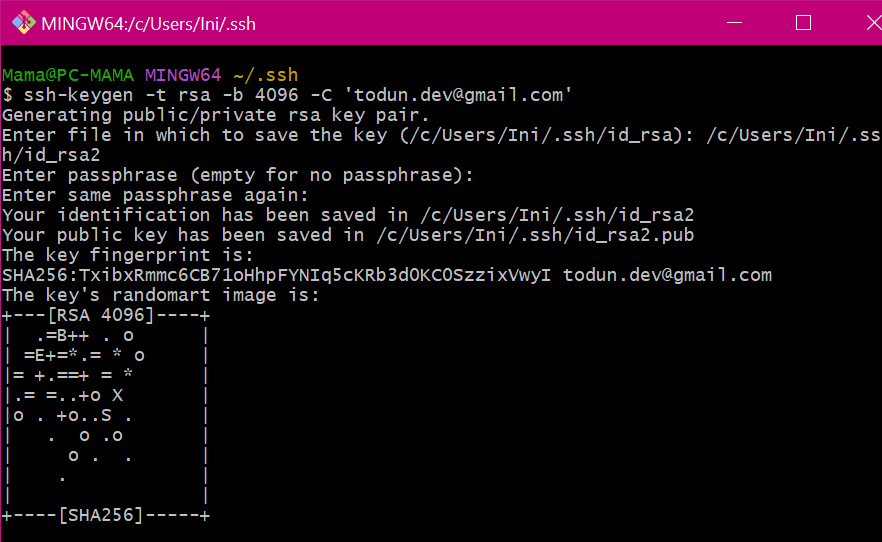 MINGW64:/c/Users/Ini/.ssh
Mama@PC-MAMA MINGW64 ~/.ssh
$ ssh-keygen -t rsa -b 4096 -C 'todun.dev@gmail.com'
Generating public/private rsa key pair.
Enter file in which to save the key (/c/Users/Ini/.ssh/id_rsa): /c/Users/Ini/.ss
h/id_rsa2
Enter passphrase (empty for no passphrase):
Enter same passphrase again:
Your identification has been saved in /c/Users/Ini/.ssh/id_rsa2
Your public key has been saved in /c/Users/Ini/.ssh/id_rsa2.pub
The key fingerprint is:
SHA256:TxibxRmmc6CB71oHhpFYNIq5cKRb3d0KCOSzzixVwyI todun.dev@gmail.com
The key's randomart image is:
+---[RSA 4096]----+
|  .=B++ . o      |
| =E+=*.= * o     |
|= +.==+ = *      |
|.= =..+o X       |
|o . +o..S .      |
|   .  o .o       |
|     o .  .      |
|    .            |
|                 |
+----[SHA256]-----+